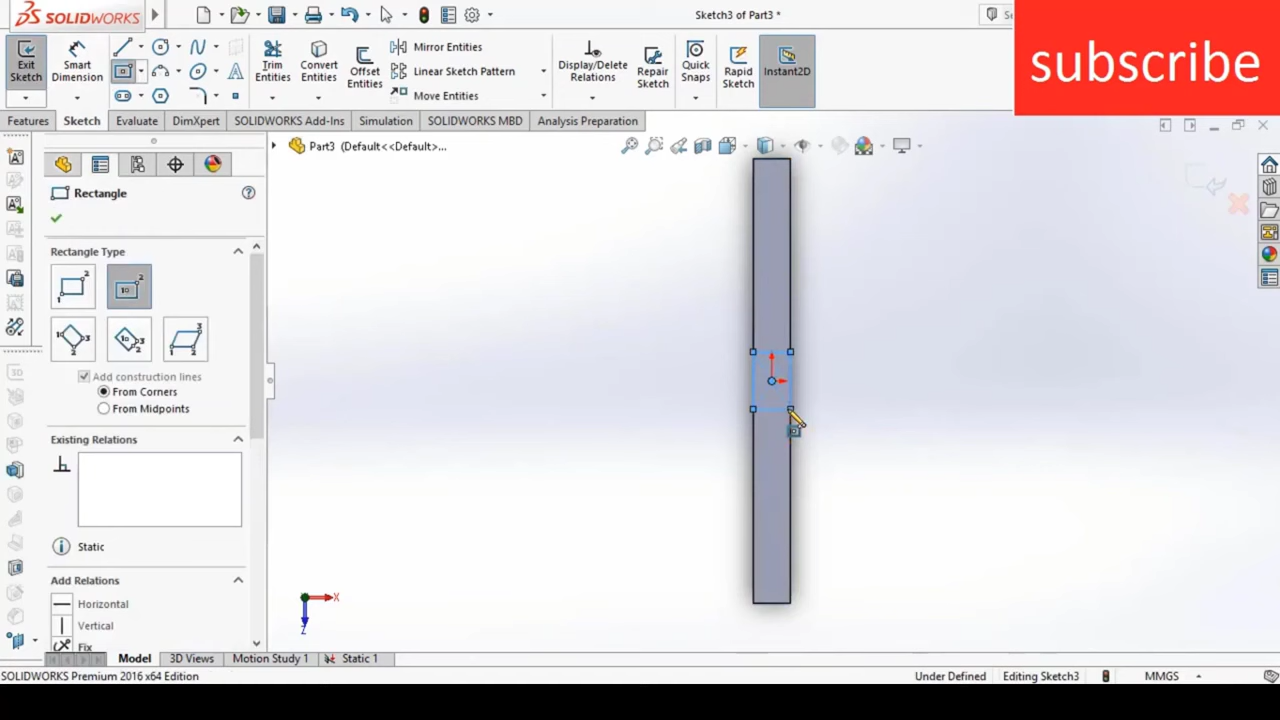 SOLIDWORKS
Sketch3 of Part3 *
subscribe
Exit Sketch
Smart Dimension
Trim Entities
Convert Entities
Offset Entities
Mirror Entities
Linear Sketch Pattern
Move Entities
Display/Delete Relations
Repair Sketch
Quick Snaps
Rapid Sketch
Instant2D
Features
Sketch
Evaluate
DimXpert
SOLIDWORKS Add-Ins
Simulation
SOLIDWORKS MBD
Analysis Preparation
Part3 (Default<<Default>...
Rectangle
Rectangle Type
Add construction lines
From Corners
From Midpoints
Existing Relations
Static
Add Relations
Horizontal
Vertical
Fix
X
Z
Model
3D Views
Motion Study 1
Static 1
SOLIDWORKS Premium 2016 x64 Edition
Under Defined
Editing Sketch3
MMGS